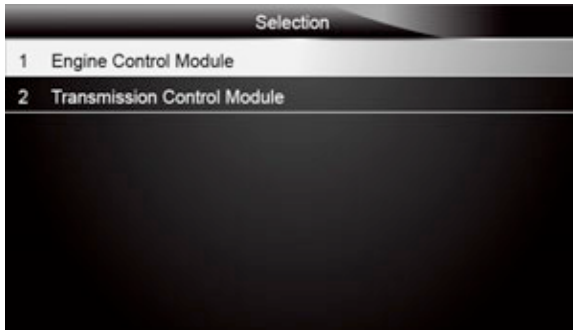 Selection
1 Engine Control Module
2 Transmission Control Module